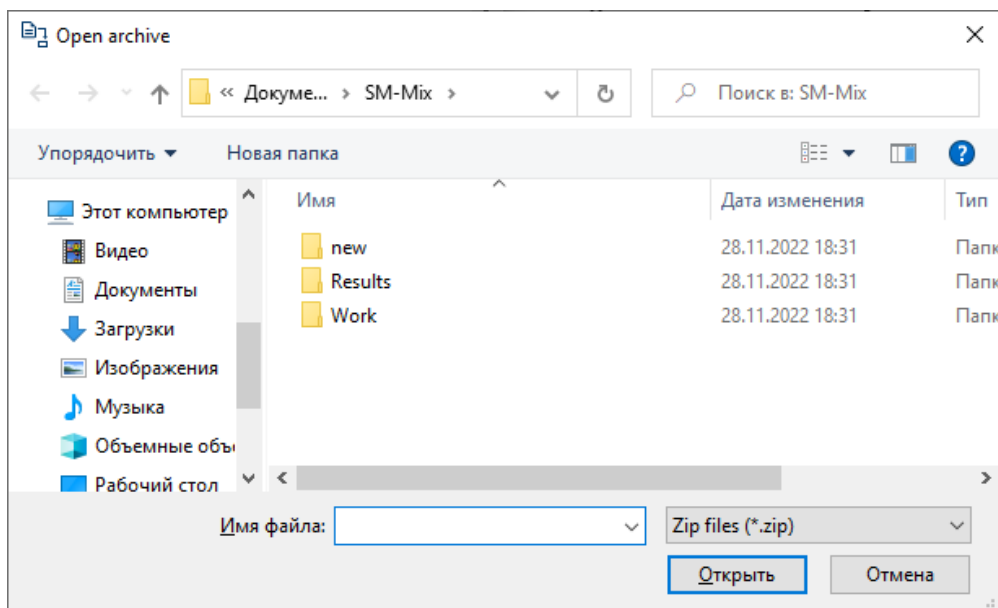 Open archive
« Докуме... › SM-Mix › Поиск в: SM-Mix
Упорядочить Новая папка
Этот компьютер
Видео
Документы
Загрузки
Изображения
Музыка
Объемные объ
Рабочий стол
Имя Дата изменения Тип
new 28.11.2022 18:31 Папк
Results 28.11.2022 18:31 Папк
Work 28.11.2022 18:31 Папк
Имя файла: Zip files (*.zip)
Открыть Отмена